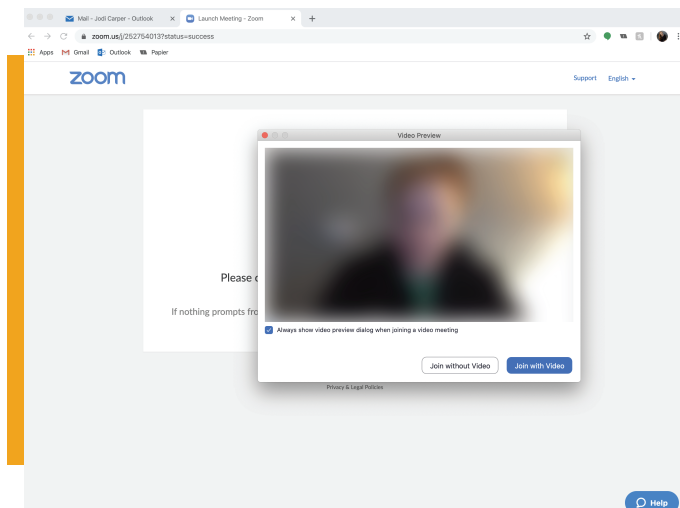 Mail - Jodi Carper - Outlook
Launch Meeting - Zoom
zoom.us/j/252754013?status=success
Apps
Gmail
Outlook
Papier
zoom
Support
English
Video Preview
Please
If nothing prompts
Always show video preview dialog when joining a video meeting
Join without Video
Join with Video
Privacy & Legal Policies
Help